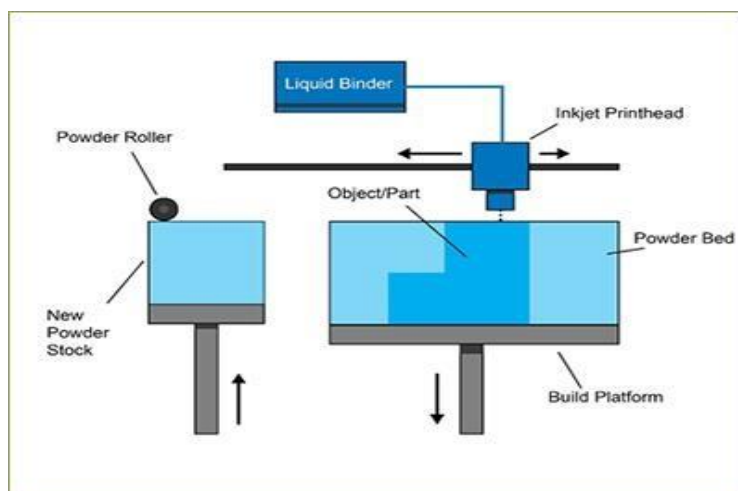 Liquid Binder
Inkjet Printhead
Powder Roller
Object/Part
Powder Bed
New
Powder
Stock
Build Platform